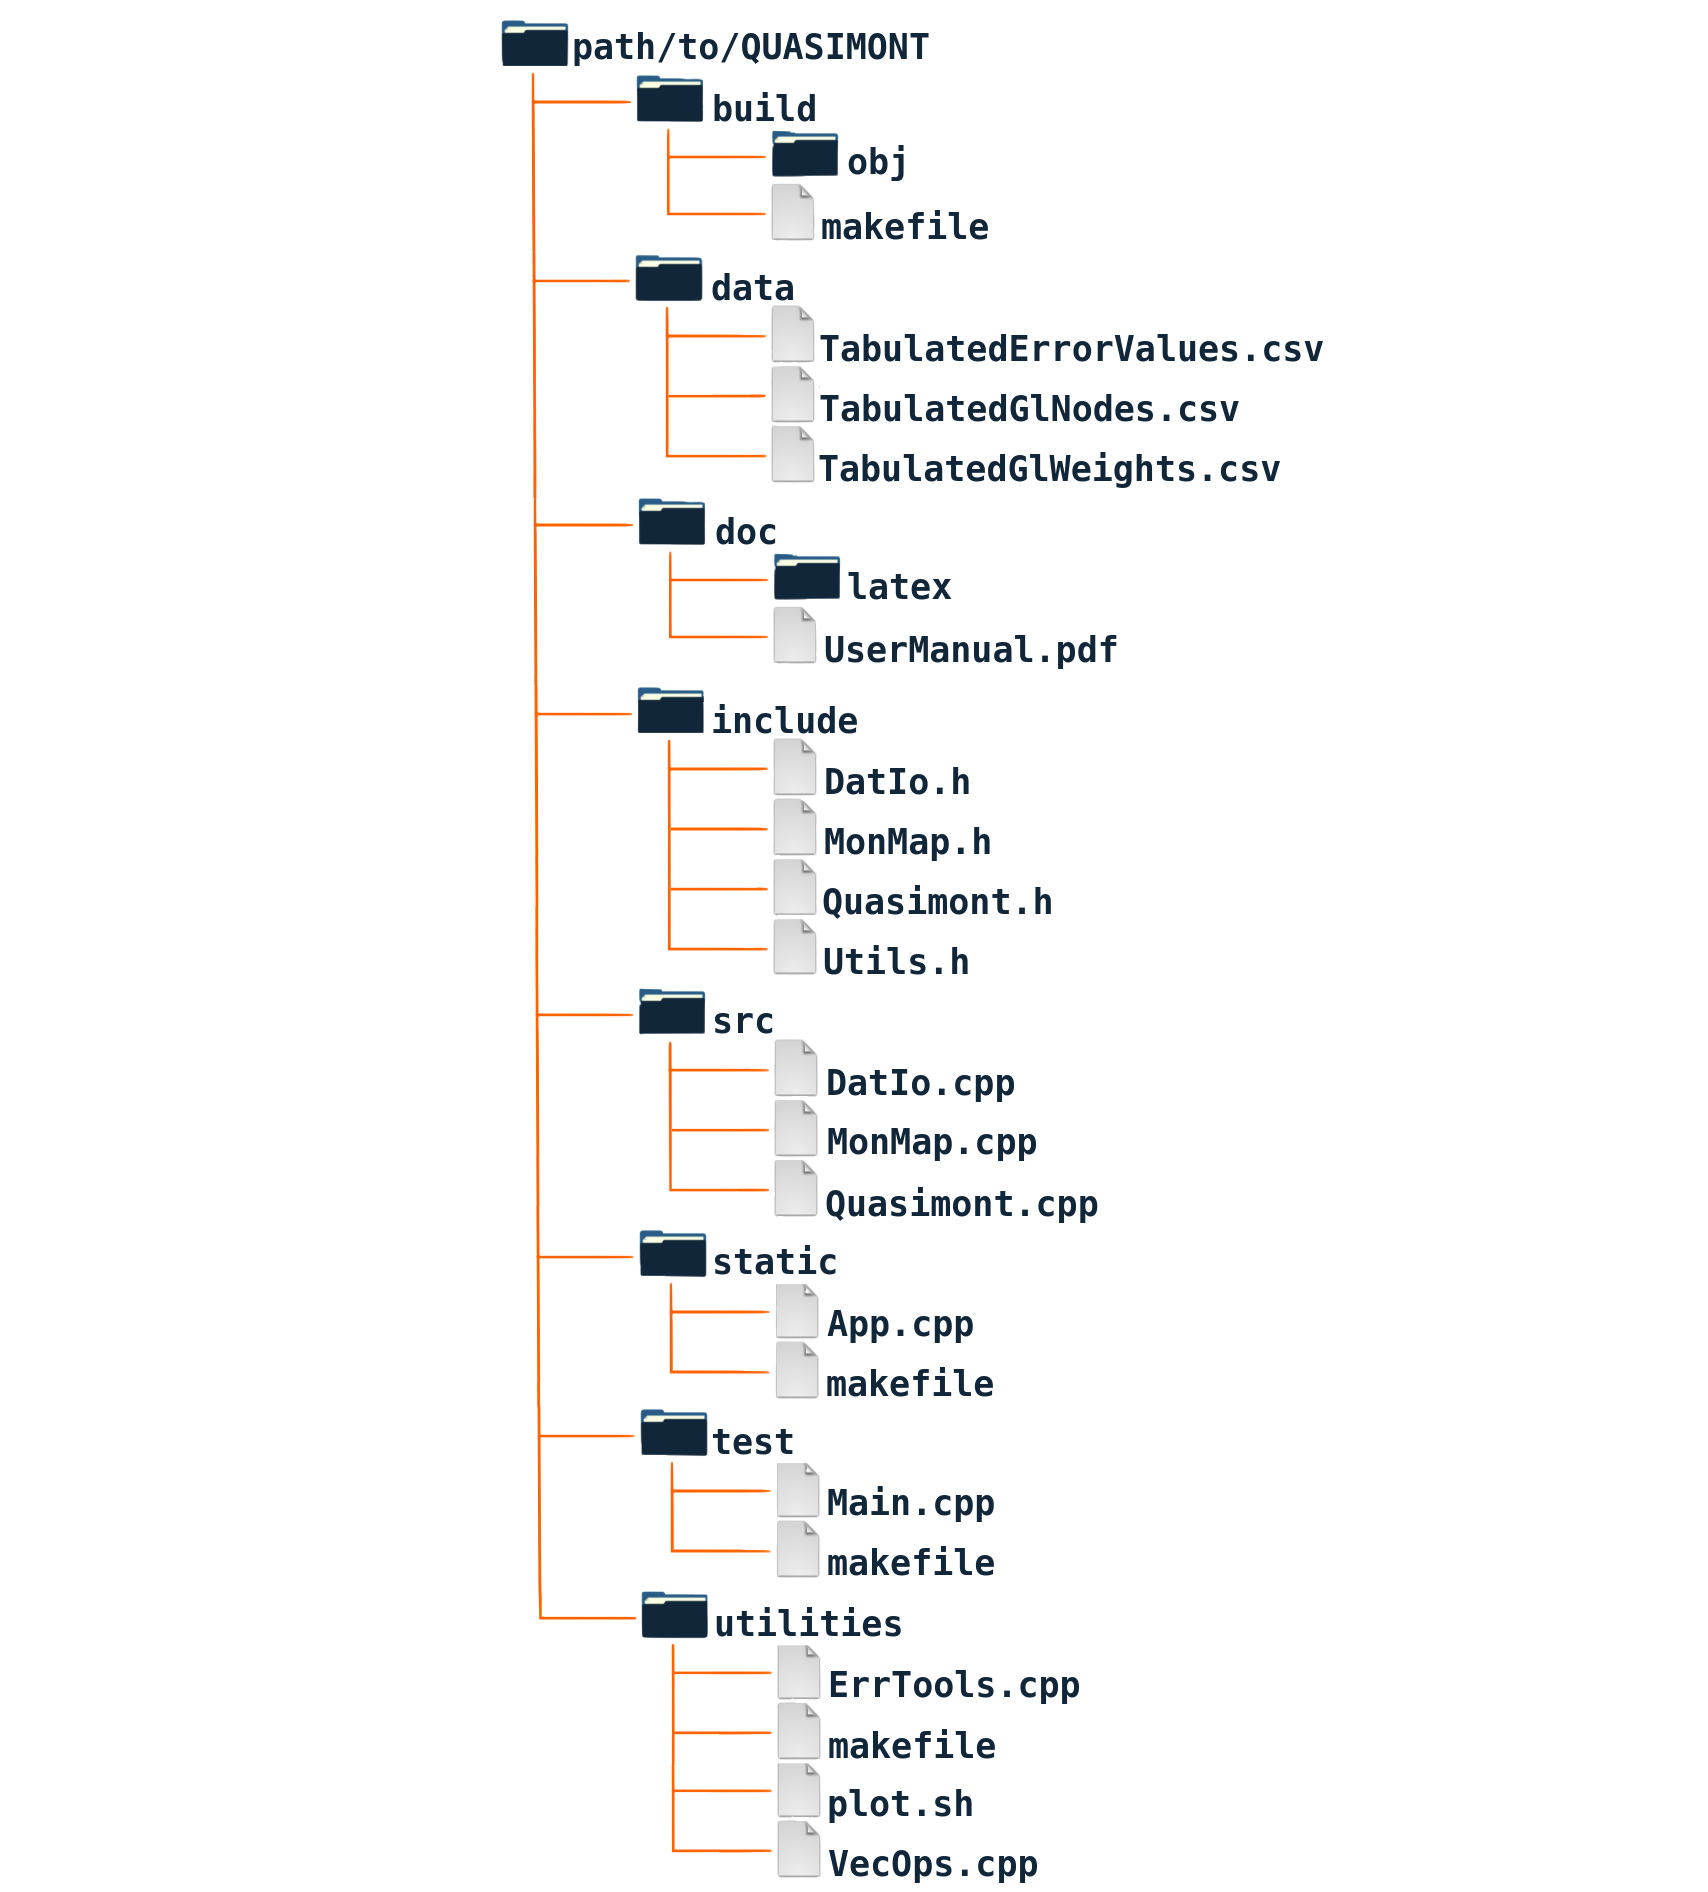 path/to/QUASIMONT
build
obj
makefile
data
TabulatedErrorValues.csv
TabulatedGlNodes.csv
TabulatedGlWeights.csv
doc
latex
UserManual.pdf
include
DatIo.h
MonMap.h
Quasimont.h
Utils.h
src
DatIo.cpp
MonMap.cpp
Quasimont.cpp
static
App.cpp
makefile
test
Main.cpp
makefile
utilities
ErrTools.cpp
makefile
plot.sh
VecOps.cpp